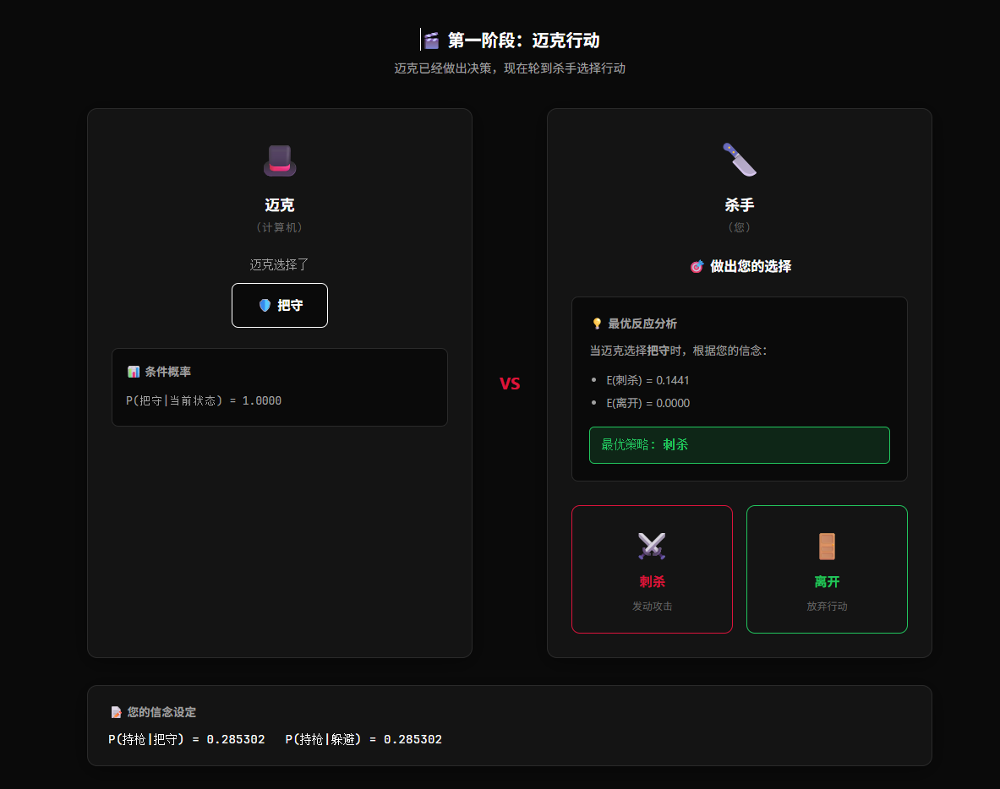 第一阶段：迈克行动
迈克已经做出决策，现在轮到杀手选择行动
迈克
（计算机）
迈克选择了
把守
条件概率
P(把守|当前状态) = 1.0000
VS
杀手
（您）
做出您的选择
最优反应分析
当迈克选择把守时，根据您的信念：
E(刺杀) = 0.1441
E(离开) = 0.0000
最优策略：刺杀
刺杀
发动攻击
离开
放弃行动
您的信念设定
P(持枪|把守) = 0.285302 P(持枪|躲避) = 0.285302